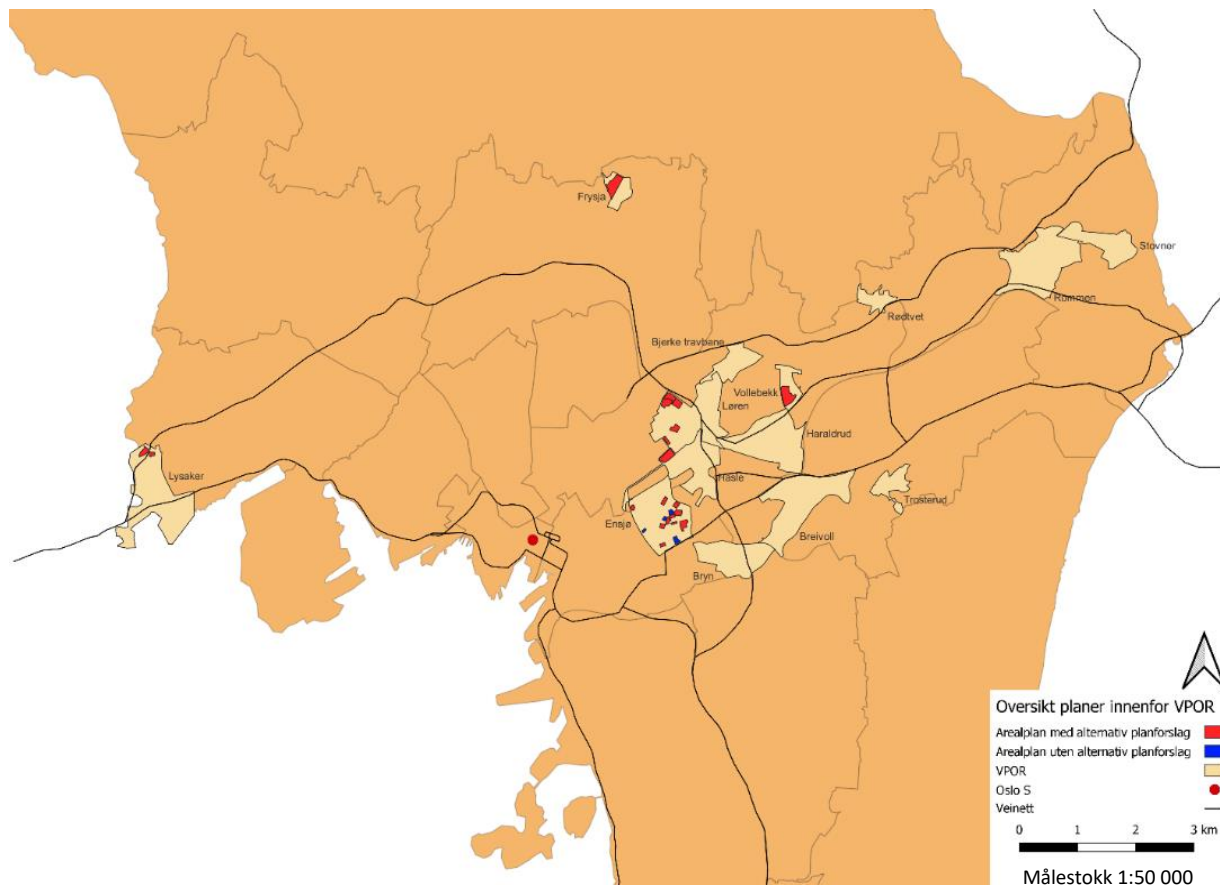 Frysja
Stovner
Rommen
Rødtvet
Bjerke travbane
Vollebekk
Løren
Haraldrud
Lysaker
Hasle
Trosterud
Ensjø
Breivoll
Bryn
Oversikt planer innenfor VPOR
Arealplan med alternativ planforslag
Arealplan uten alternativ planforslag
VPOR
Oslo S
Veinett
0 1 2 3 km
Målestokk 1:50 000